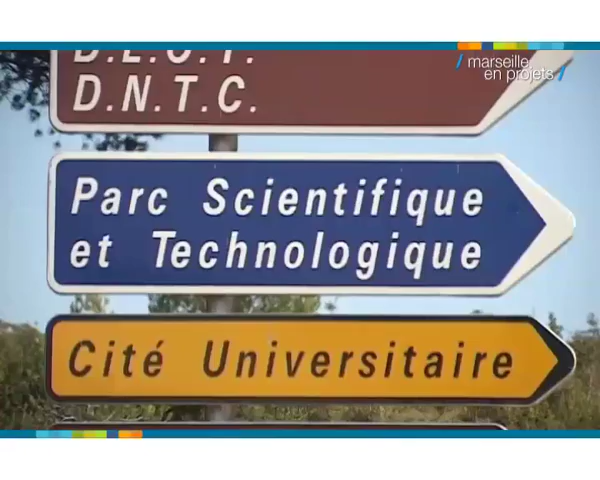 / marseille
en projets /
D.N.T.C.
Parc Scientifique
et Technologique
Cité Universitaire